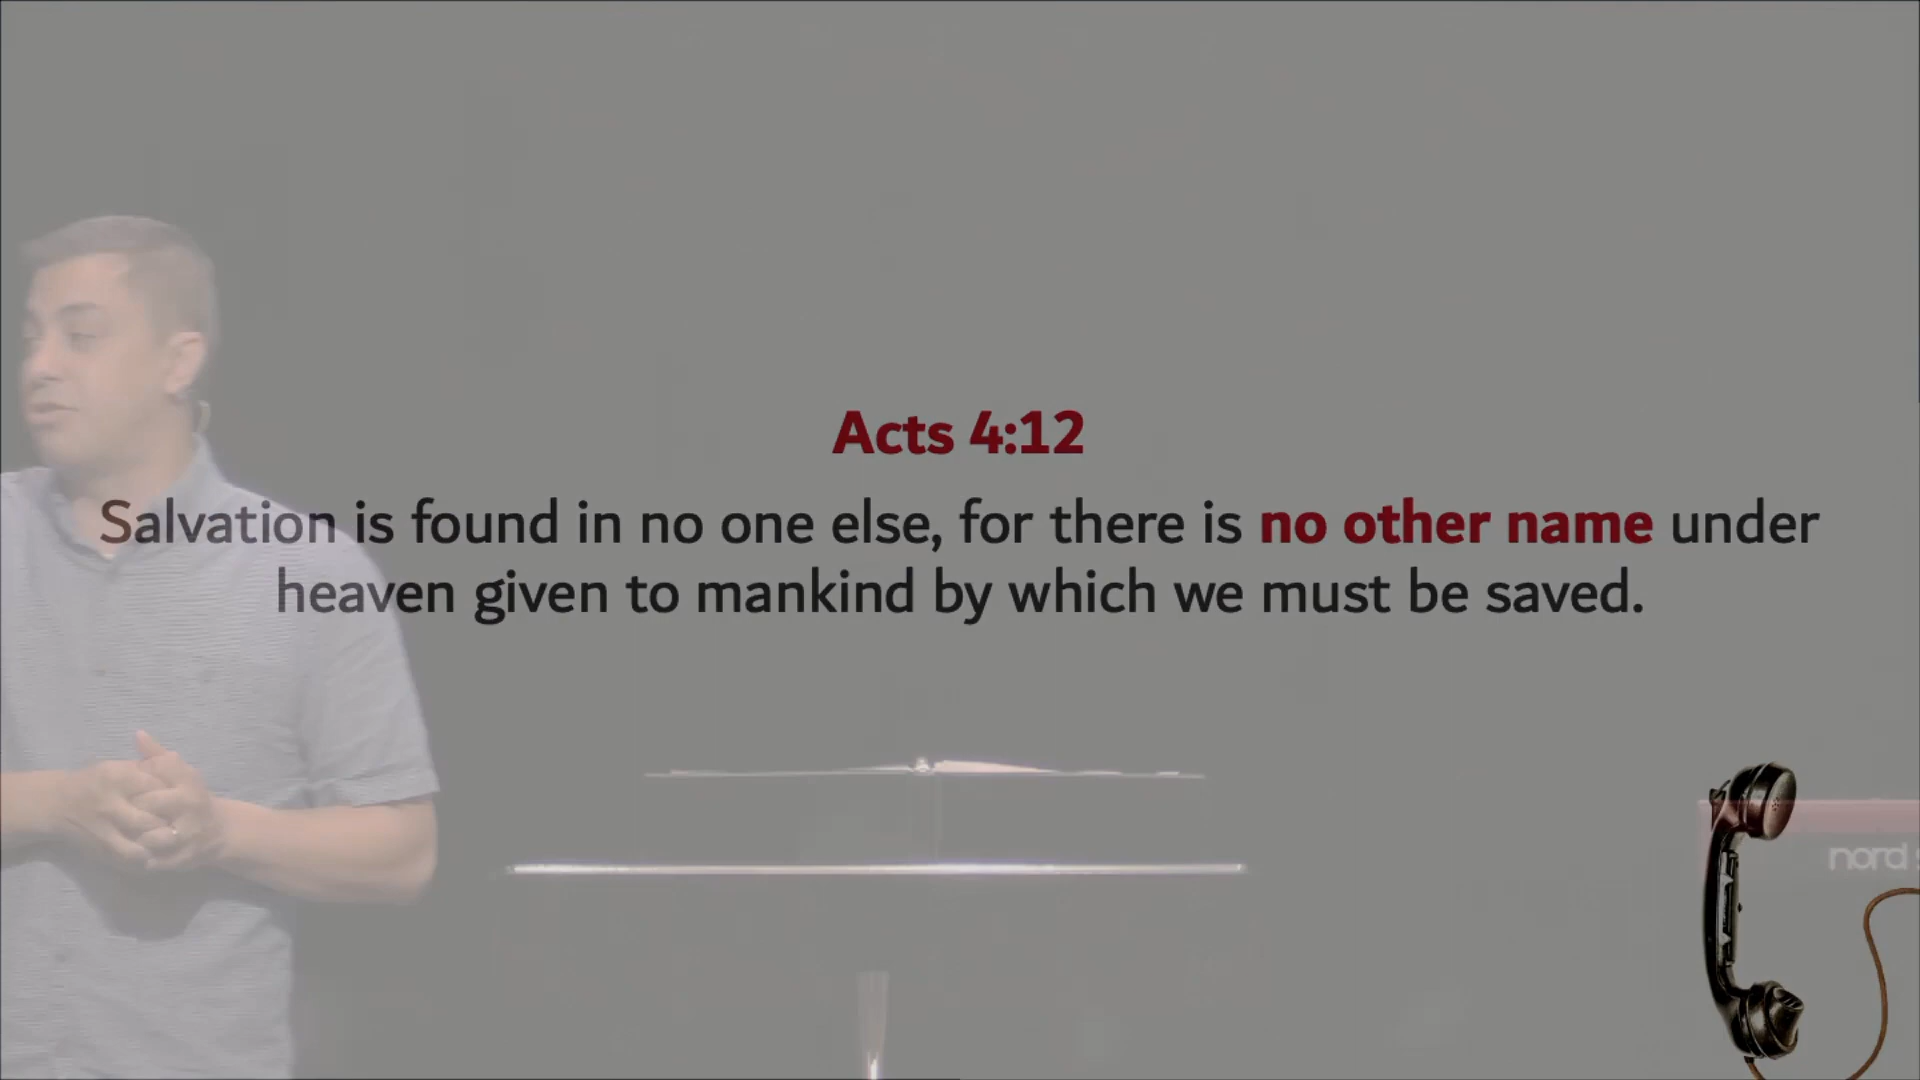 Acts 4:12
Salvation is found in no one else, for there is no other name under
heaven given to mankind by which we must be saved.
nord